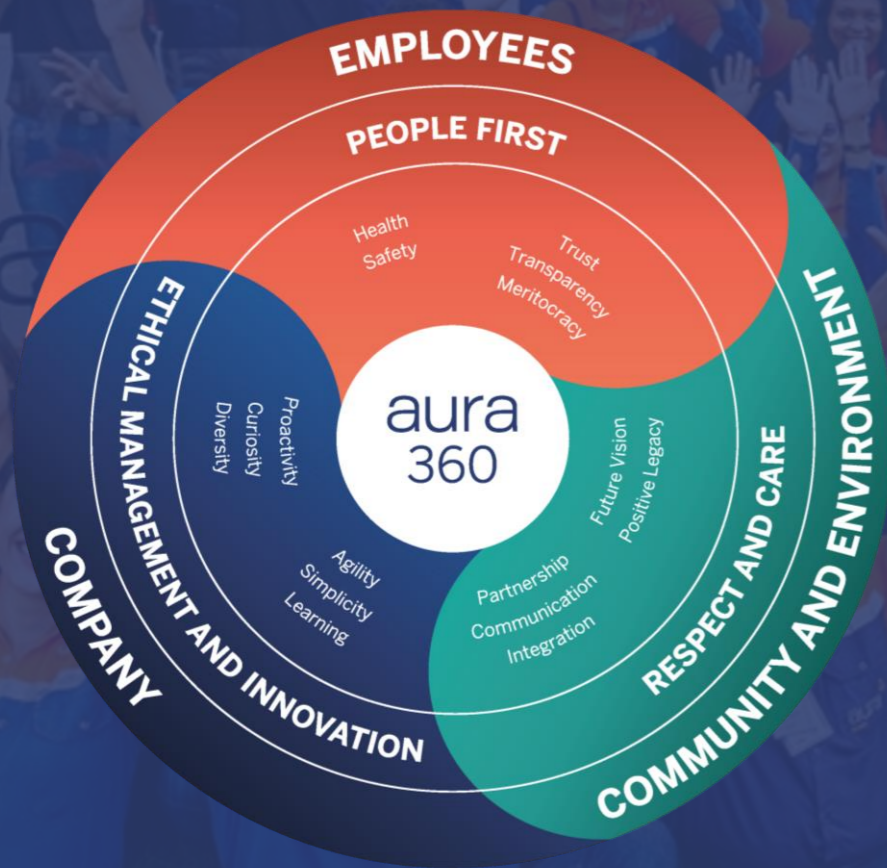 EMPLOYEES
PEOPLE FIRST
Health
Safety
Trust
Transparency
Meritocracy
COMMUNITY AND ENVIRONMENT
RESPECT AND CARE
Future Vision
Positive Legacy
Partnership
Communication
Integration
COMPANY
ETHICAL MANAGEMENT AND INNOVATION
Proactivity
Curiosity
Diversity
Agility
Simplicity
Learning
aura
360